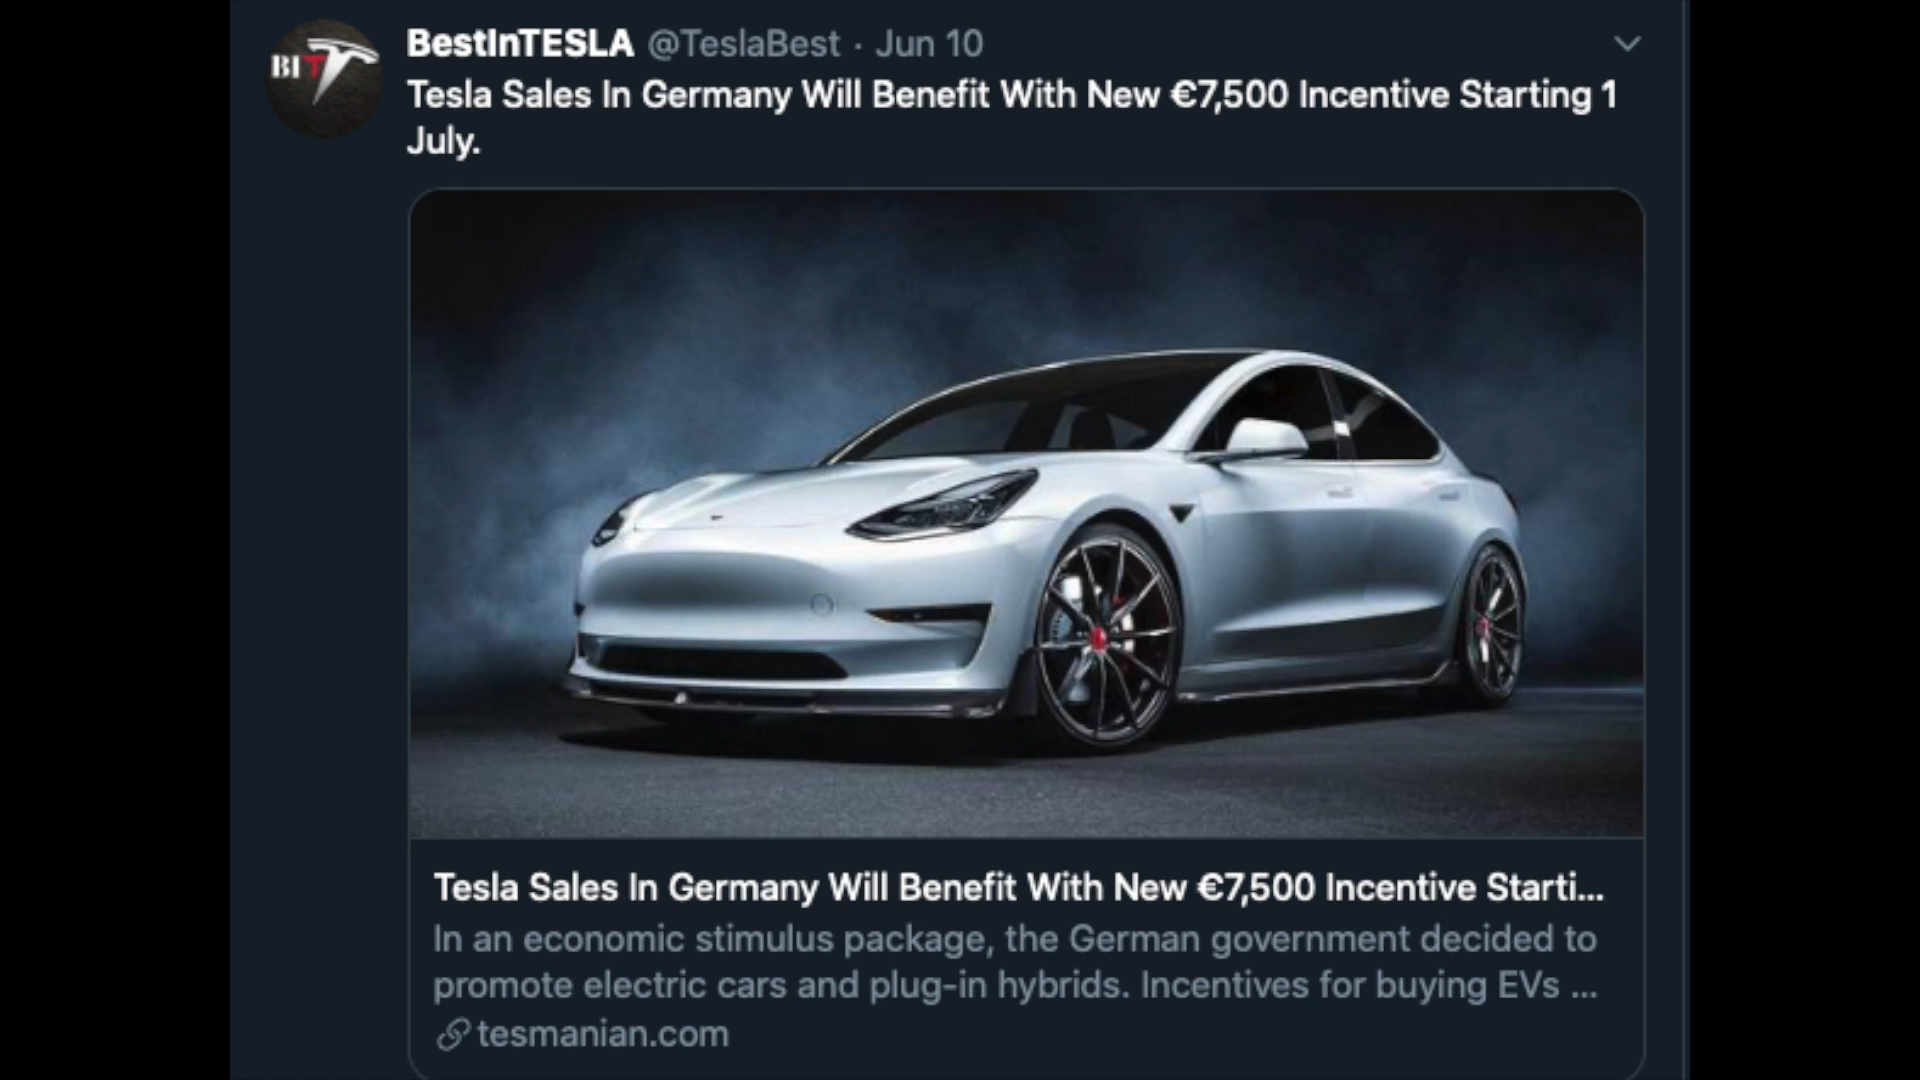 BIT
BestInTESLA @TeslaBest · Jun 10
Tesla Sales In Germany Will Benefit With New €7,500 Incentive Starting 1
July.
Tesla Sales In Germany Will Benefit With New €7,500 Incentive Starti...
In an economic stimulus package, the German government decided to
promote electric cars and plug-in hybrids. Incentives for buying EVs ...
tesmanian.com